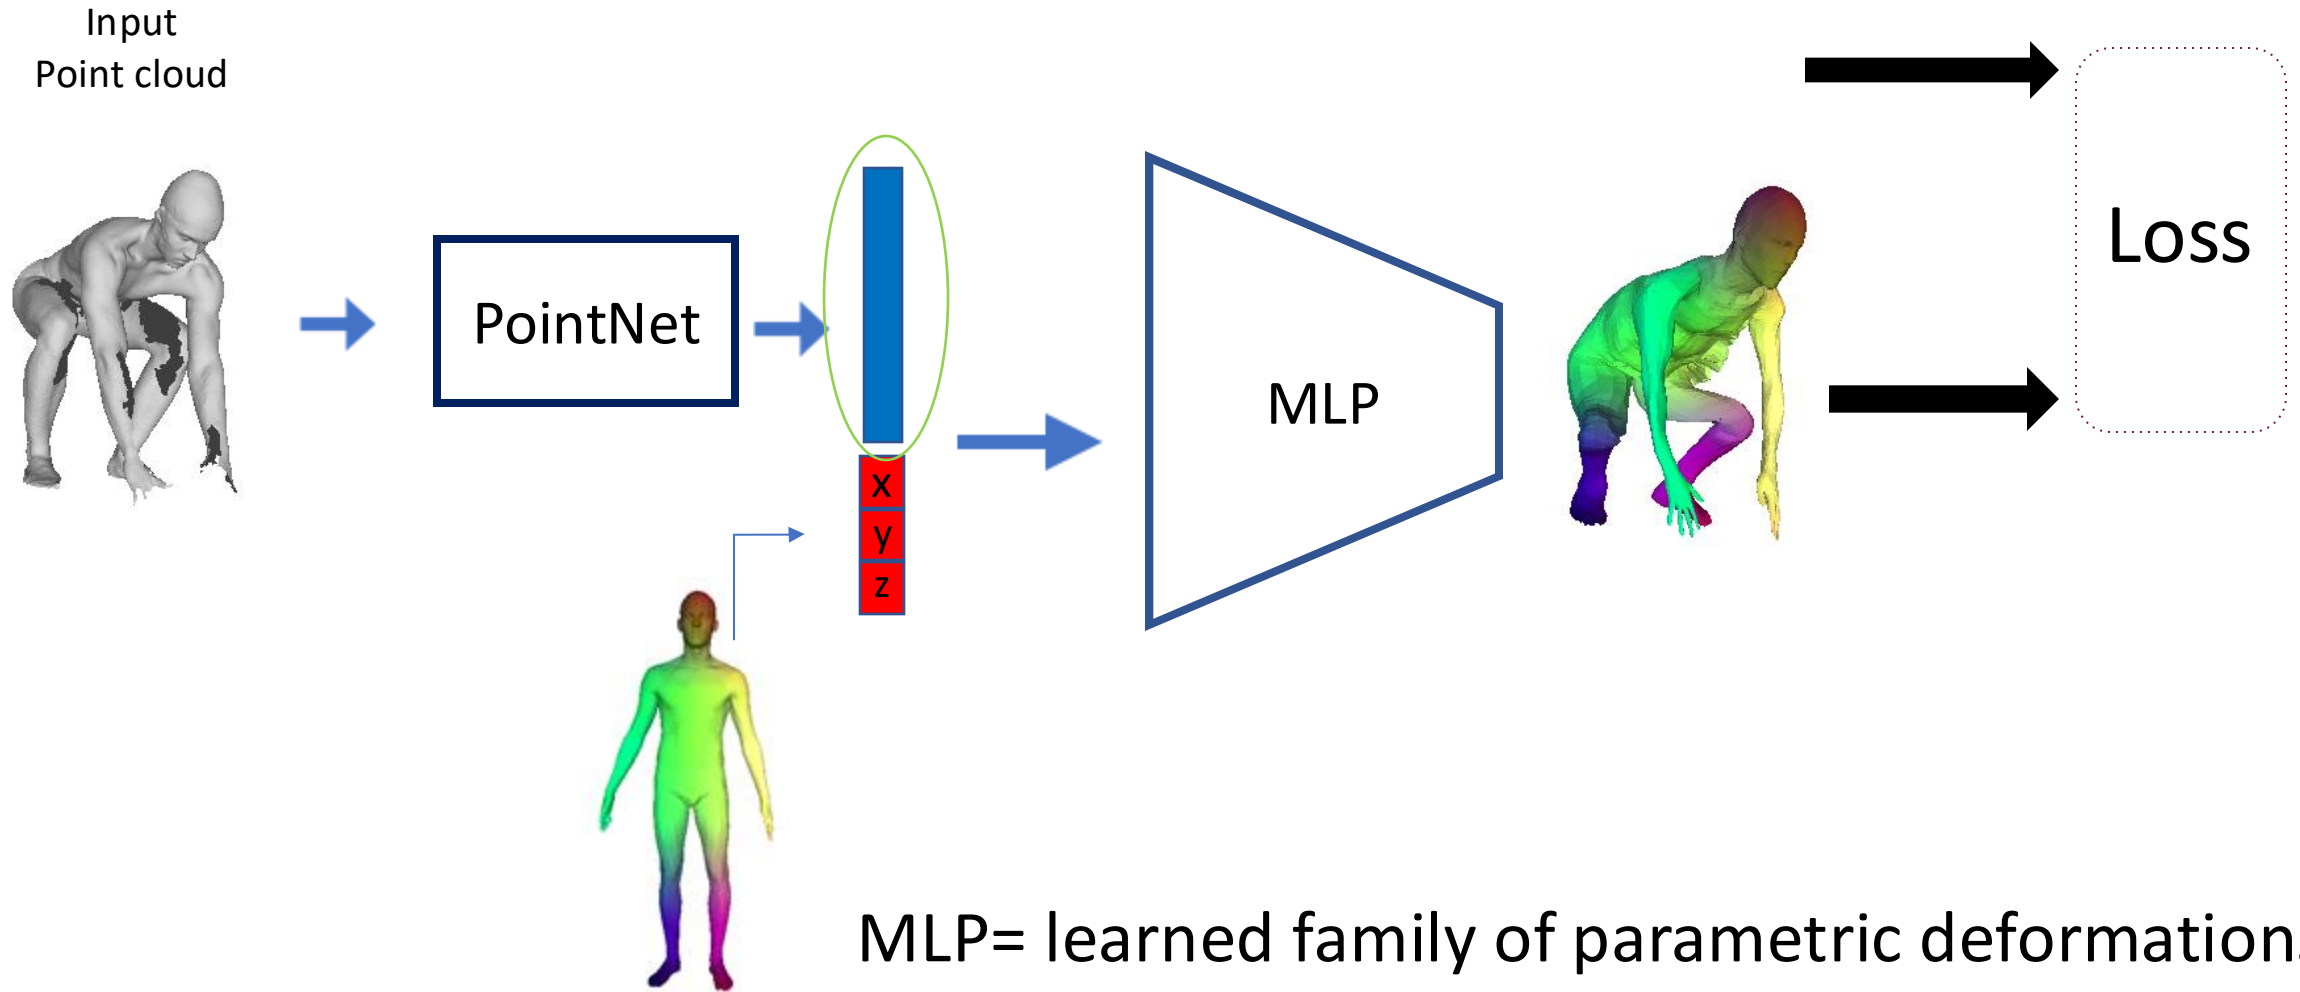 Input
Point cloud
PointNet
x
y
z
MLP
Loss
MLP= learned family of parametric deformation.